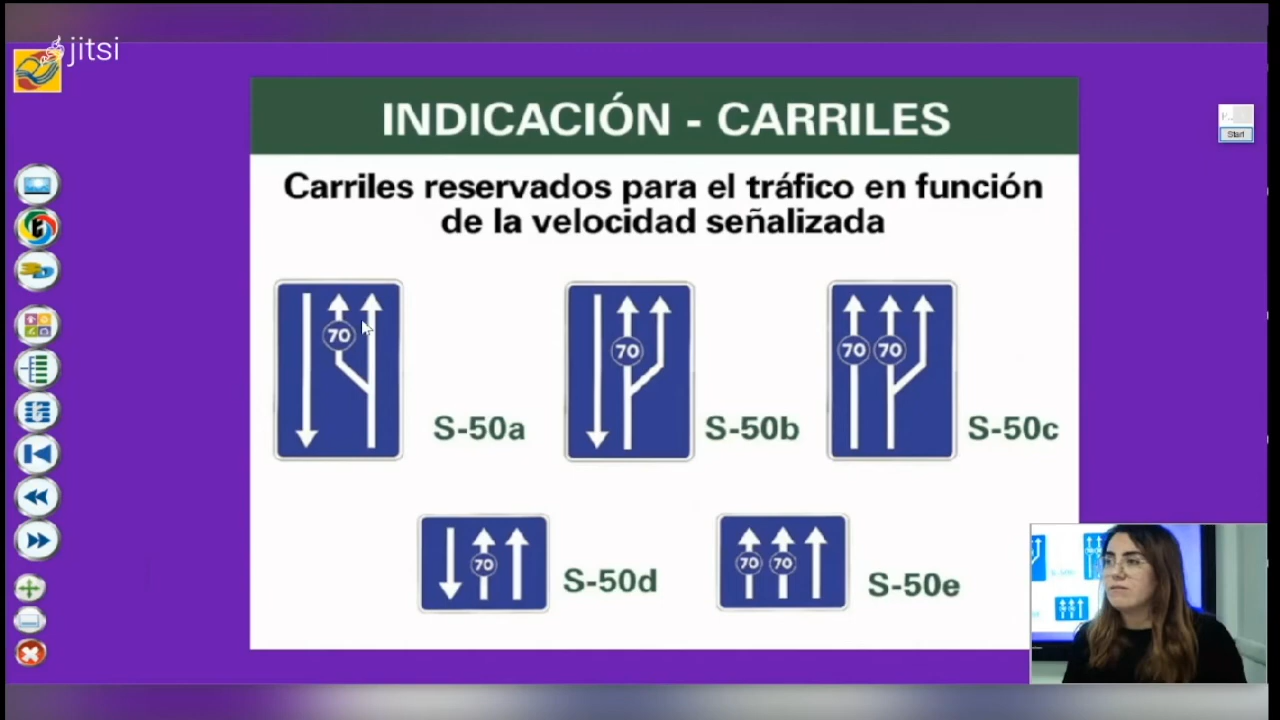 jitsi
INDICACIÓN - CARRILES
Start
Carriles reservados para el tráfico en función
de la velocidad señalizada
70
70
70 70
S-50a
S-50b
S-50c
70
70 70
S-50d
S-50e